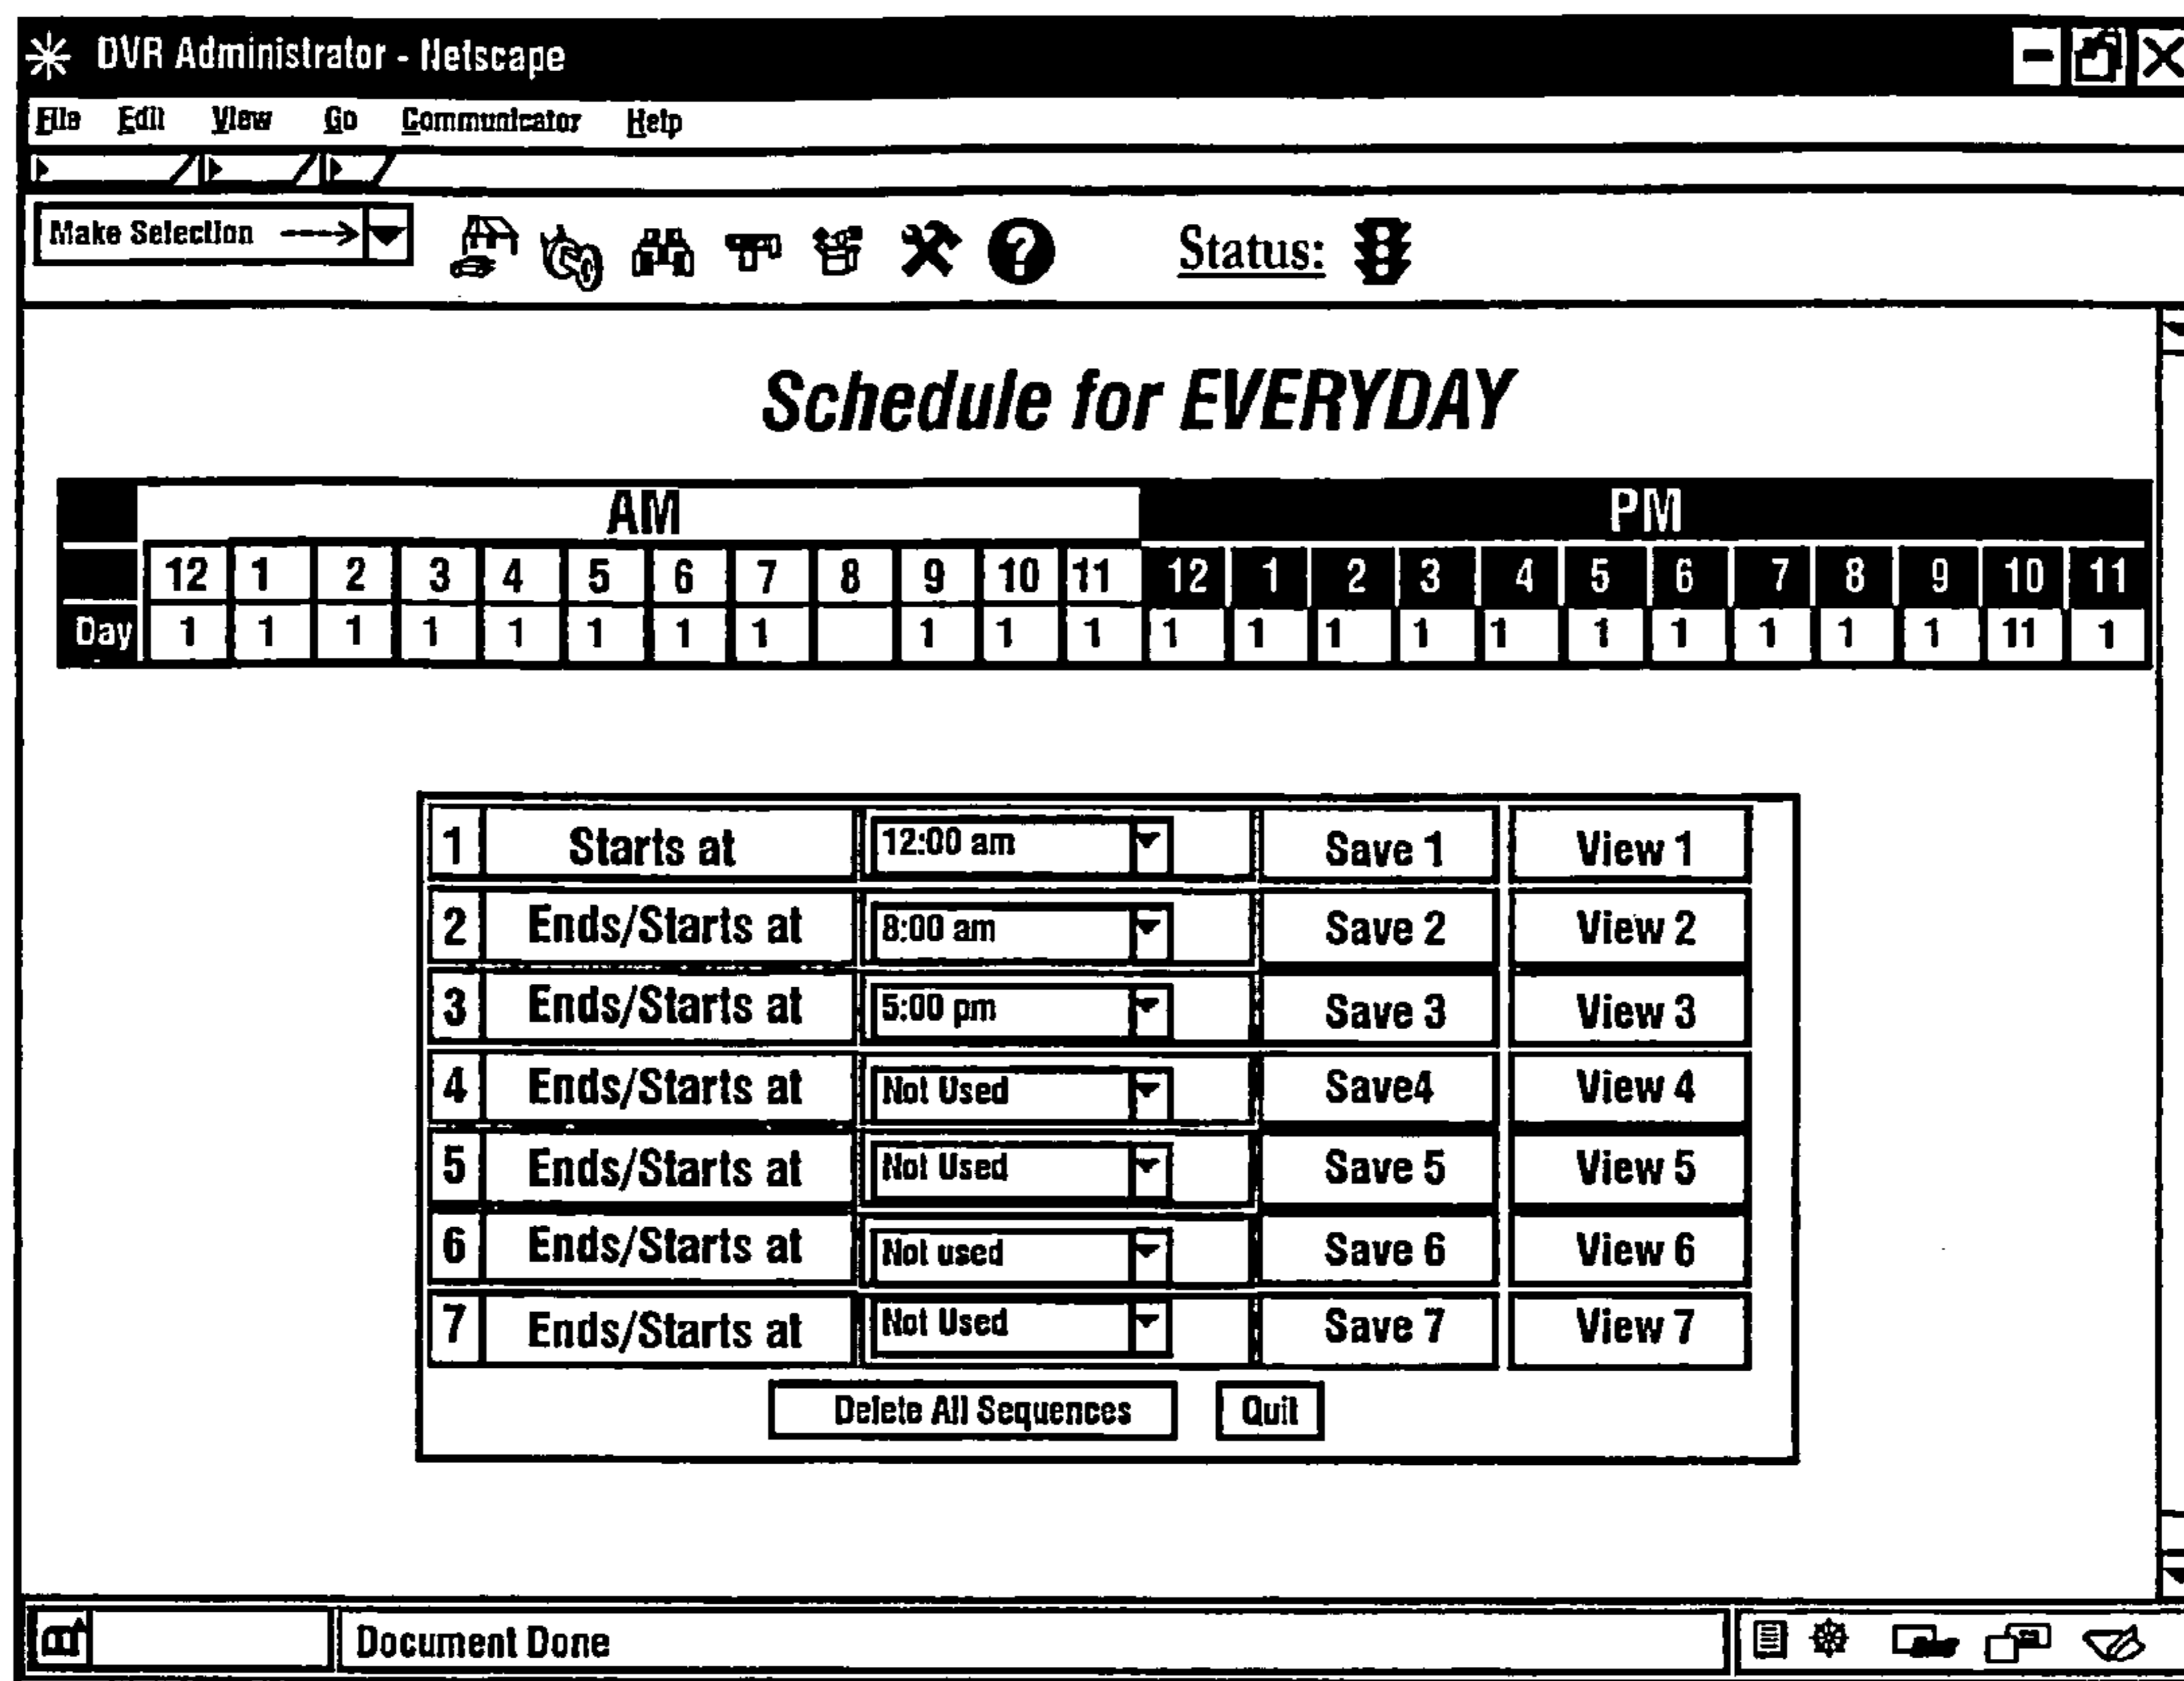 DVR Administrator - Netscape
File Edit View Go Communicator Help
Make Selection Status:
Schedule for EVERYDAY
AM PM
12 1 2 3 4 5 6 7 8 9 10 11 12 1 2 3 4 5 6 7 8 9 10 11
Day 1 1 1 1 1 1 1 1 1 1 1 1 1 1 1 1 1 1 1 1 1 11 1
1 Starts at 12:00 am Save 1 View 1
2 Ends/Starts at 8:00 am Save 2 View 2
3 Ends/Starts at 5:00 pm Save 3 View 3
4 Ends/Starts at Not Used Save4 View 4
5 Ends/Starts at Not Used Save 5 View 5
6 Ends/Starts at Not used Save 6 View 6
7 Ends/Starts at Not Used Save 7 View 7
Delete All Sequences Quit
Document Done